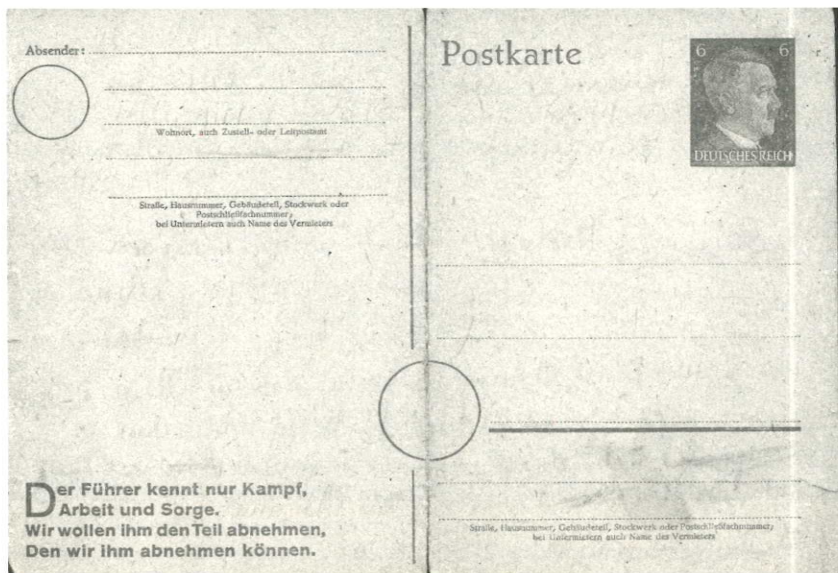 Absender:
Wohnort, auch Zustell- oder Leitpostamt
Straße, Hausnummer, Gebäudeteil, Stockwerk oder
Postschließfachnummer;
bei Untermietern auch Name des Vermieters
Der Führer kennt nur Kampf,
Arbeit und Sorge.
Wir wollen ihm den Teil abnehmen,
Den wir ihm abnehmen können.
Postkarte
6 6
DEUTSCHES REICH
Straße, Hausnummer, Gebäudeteil, Stockwerk oder Postschließfachnummer;
bei Untermietern auch Name des Vermieters